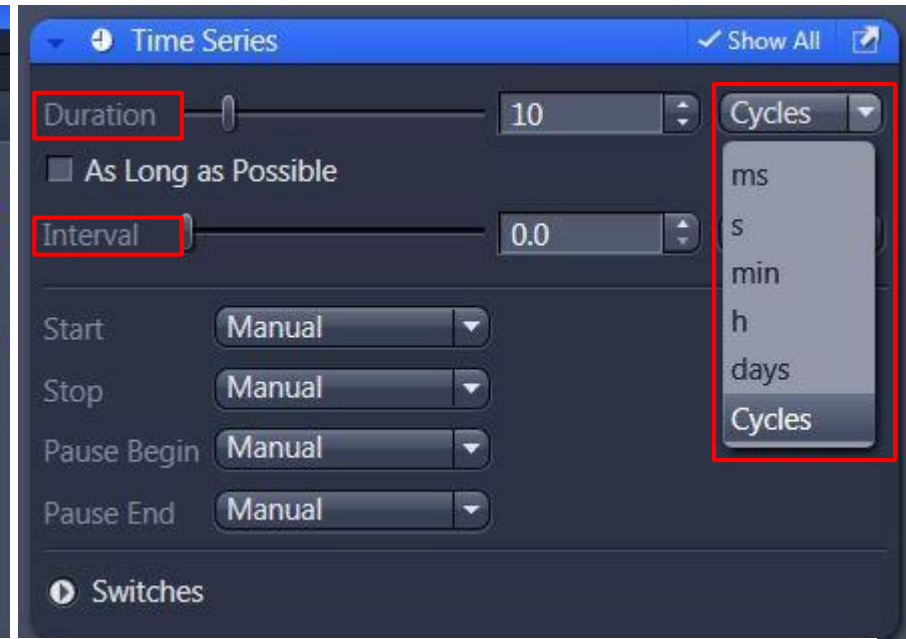 Time Series Show All
Duration 10 Cycles
As Long as Possible
ms
Interval 0.0
s
min
h
days
Cycles
Start Manual
Stop Manual
Pause Begin Manual
Pause End Manual
Switches